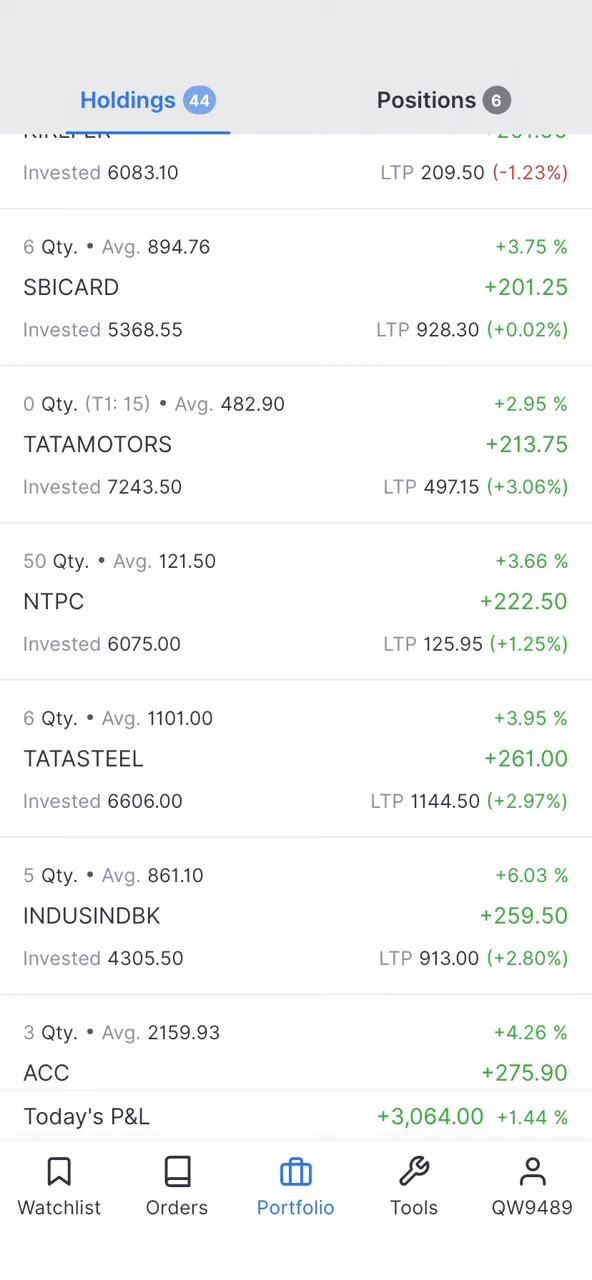 Holdings 44 Positions 6
Invested 6083.10 LTP 209.50 (-1.23%)
6 Qty. • Avg. 894.76 +3.75 %
SBICARD +201.25
Invested 5368.55 LTP 928.30 (+0.02%)
0 Qty. (T1: 15) • Avg. 482.90 +2.95 %
TATAMOTORS +213.75
Invested 7243.50 LTP 497.15 (+3.06%)
50 Qty. • Avg. 121.50 +3.66 %
NTPC +222.50
Invested 6075.00 LTP 125.95 (+1.25%)
6 Qty. • Avg. 1101.00 +3.95 %
TATASTEEL +261.00
Invested 6606.00 LTP 1144.50 (+2.97%)
5 Qty. • Avg. 861.10 +6.03 %
INDUSINDBK +259.50
Invested 4305.50 LTP 913.00 (+2.80%)
3 Qty. • Avg. 2159.93 +4.26 %
ACC +275.90
Today's P&L +3,064.00 +1.44 %
Watchlist Orders Portfolio Tools QW9489